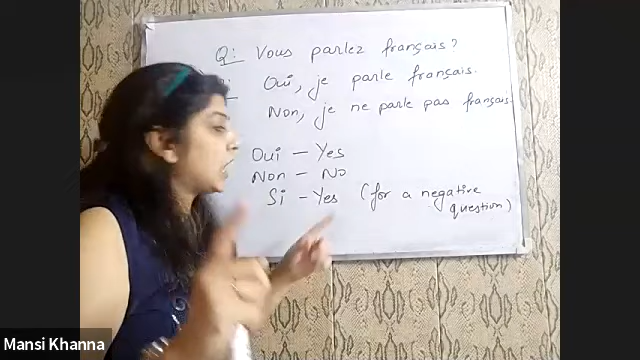 Q: Vous parlez français?
Oui, je parle français.
Non, je ne parle pas français.
Oui – Yes
Non – No
Si – Yes (for a negative
question)
Mansi Khanna